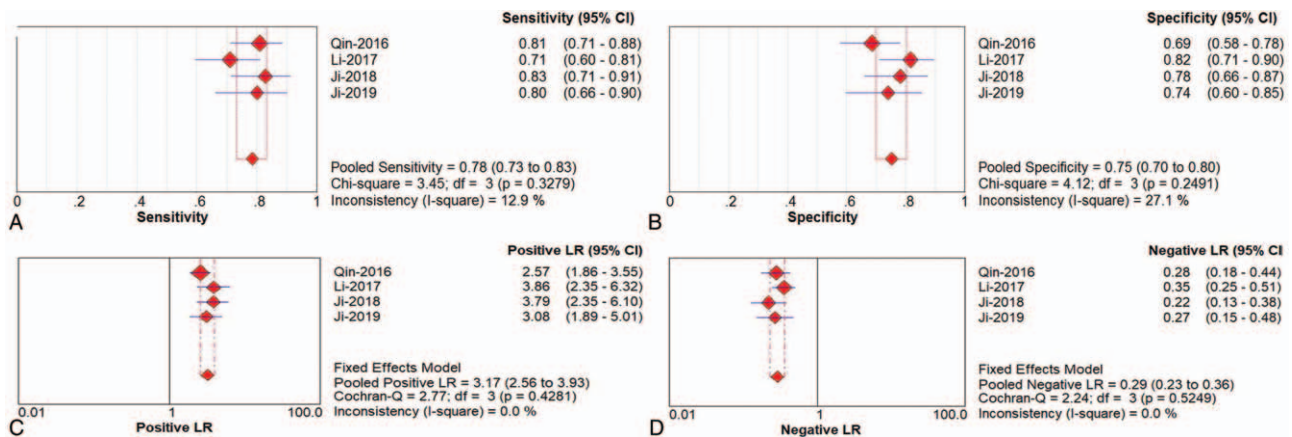 Sensitivity (95% CI)
Qin-2016 0.81 (0.71 - 0.88)
Li-2017 0.71 (0.60 - 0.81)
Ji-2018 0.83 (0.71 - 0.91)
Ji-2019 0.80 (0.66 - 0.90)
Pooled Sensitivity = 0.78 (0.73 to 0.83)
Chi-square = 3.45; df = 3 (p = 0.3279)
Inconsistency (I-square) = 12.9 %
0 .2 .4 .6 .8 1
A Sensitivity
Specificity (95% CI)
Qin-2016 0.69 (0.58 - 0.78)
Li-2017 0.82 (0.71 - 0.90)
Ji-2018 0.78 (0.66 - 0.87)
Ji-2019 0.74 (0.60 - 0.85)
Pooled Specificity = 0.75 (0.70 to 0.80)
Chi-square = 4.12; df = 3 (p = 0.2491)
Inconsistency (I-square) = 27.1 %
0 .2 .4 .6 .8 1
B Specificity
Positive LR (95% CI)
Qin-2016 2.57 (1.86 - 3.55)
Li-2017 3.86 (2.35 - 6.32)
Ji-2018 3.79 (2.35 - 6.10)
Ji-2019 3.08 (1.89 - 5.01)
Fixed Effects Model
Pooled Positive LR = 3.17 (2.56 to 3.93)
Cochran-Q = 2.77; df = 3 (p = 0.4281)
Inconsistency (I-square) = 0.0 %
0.01 1 100.0
C Positive LR
Negative LR (95% CI
Qin-2016 0.28 (0.18 - 0.44)
Li-2017 0.35 (0.25 - 0.51)
Ji-2018 0.22 (0.13 - 0.38)
Ji-2019 0.27 (0.15 - 0.48)
Fixed Effects Model
Pooled Negative LR = 0.29 (0.23 to 0.36)
Cochran-Q = 2.24; df = 3 (p = 0.5249)
Inconsistency (I-square) = 0.0 %
0.01 1 100.0
D Negative LR